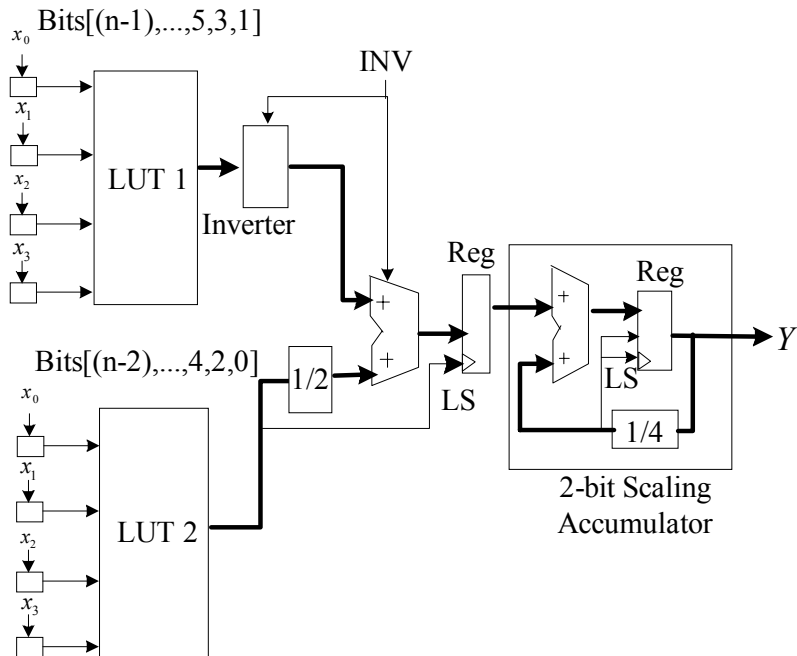 Bits[(n-1),...,5,3,1]
x0
x1
x2
x3
LUT 1
Inverter
INV
+
+
Reg
LS
Reg
+
+
LS
1/4
Y
2-bit Scaling
Accumulator
Bits[(n-2),...,4,2,0]
1/2
x0
x1
x2
x3
LUT 2